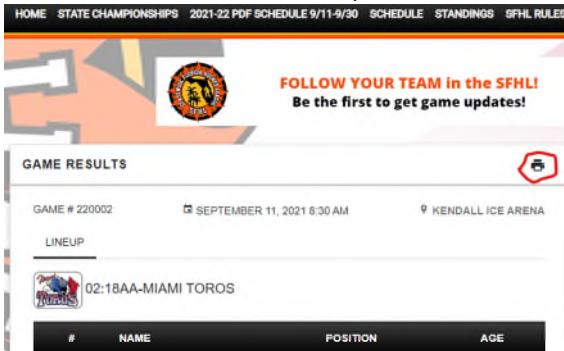 HOME STATE CHAMPIONSHIPS 2021-22 PDF SCHEDULE 9/11-9/30 SCHEDULE STANDINGS SFHL RULES
FOLLOW YOUR TEAM in the SFHL!
Be the first to get game updates!
GAME RESULTS
GAME # 220002 SEPTEMBER 11, 2021 8:30 AM KENDALL ICE ARENA
LINEUP
02:18AA-MIAMI TOROS
# NAME POSITION AGE